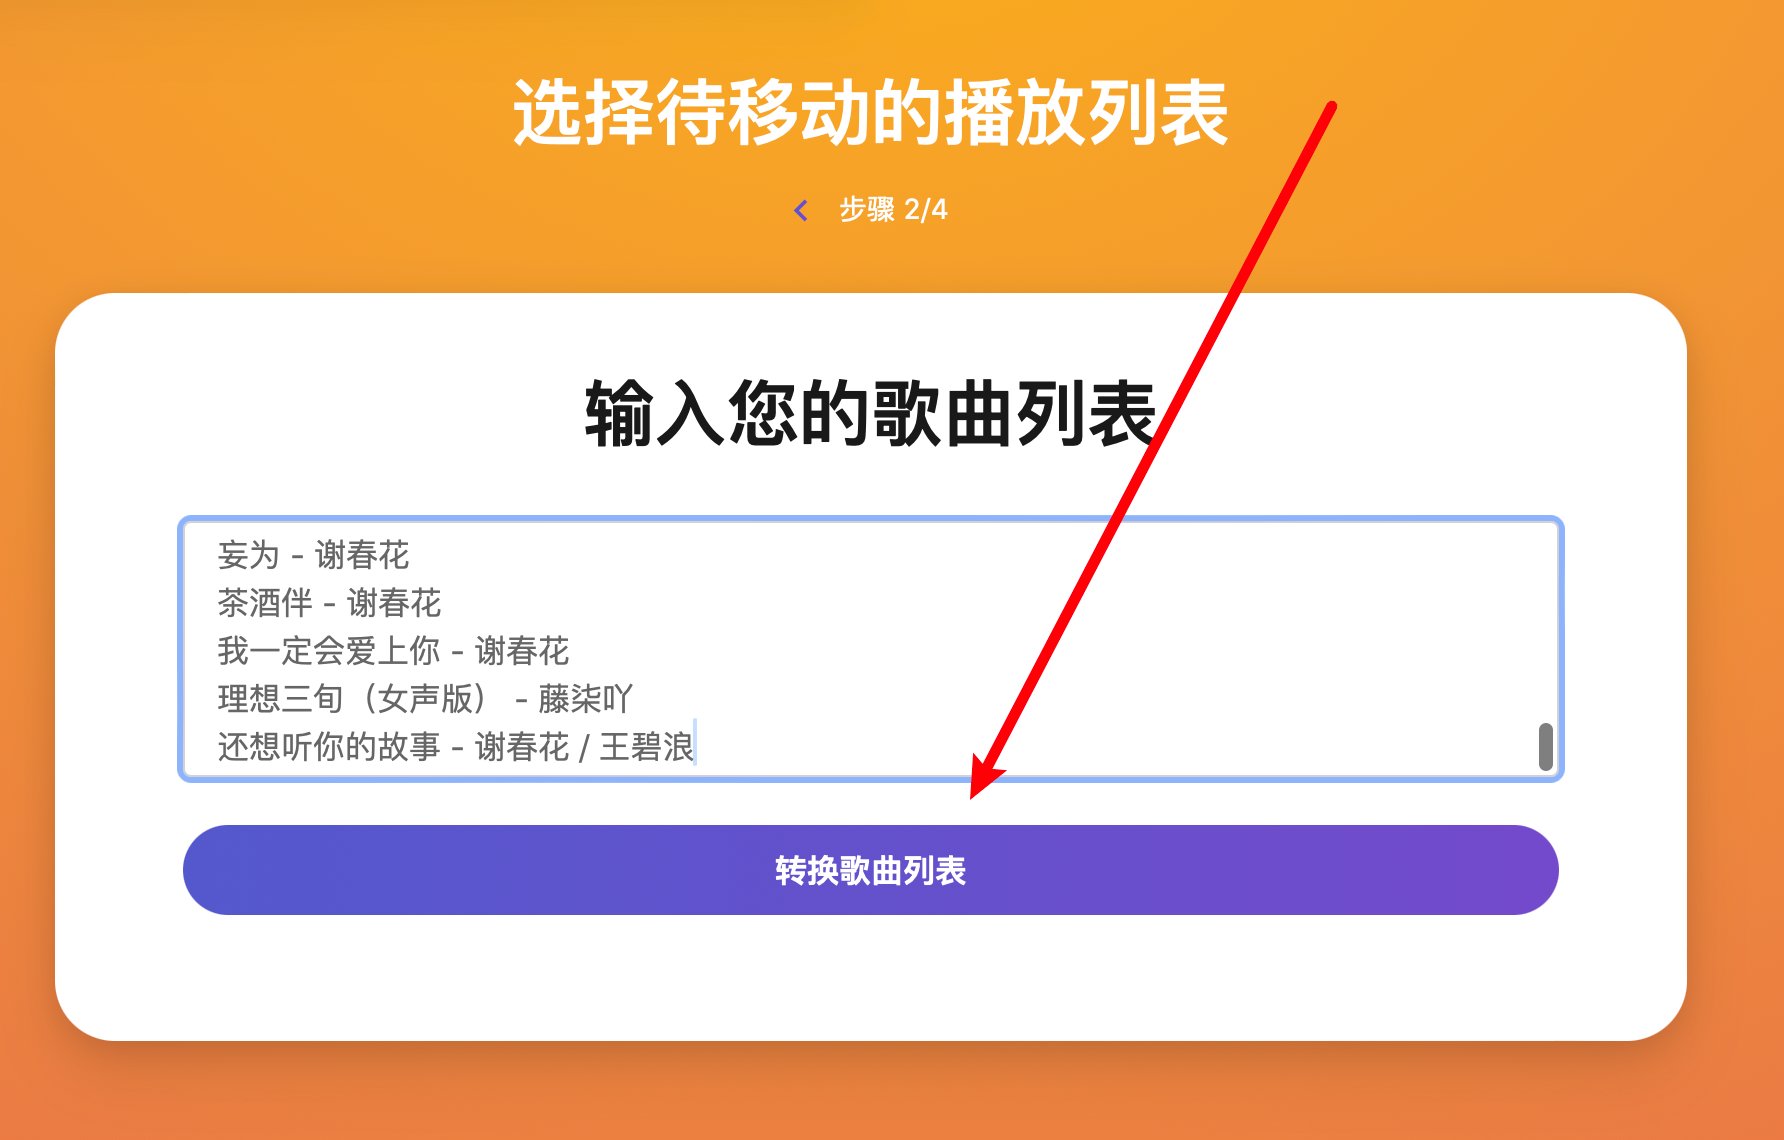 选择待移动的播放列表
步骤 2/4
输入您的歌曲列表
妄为 - 谢春花
茶酒伴 - 谢春花
我一定会爱上你 - 谢春花
理想三旬（女声版） - 藤柒吖
还想听你的故事 - 谢春花 / 王碧浪
转换歌曲列表